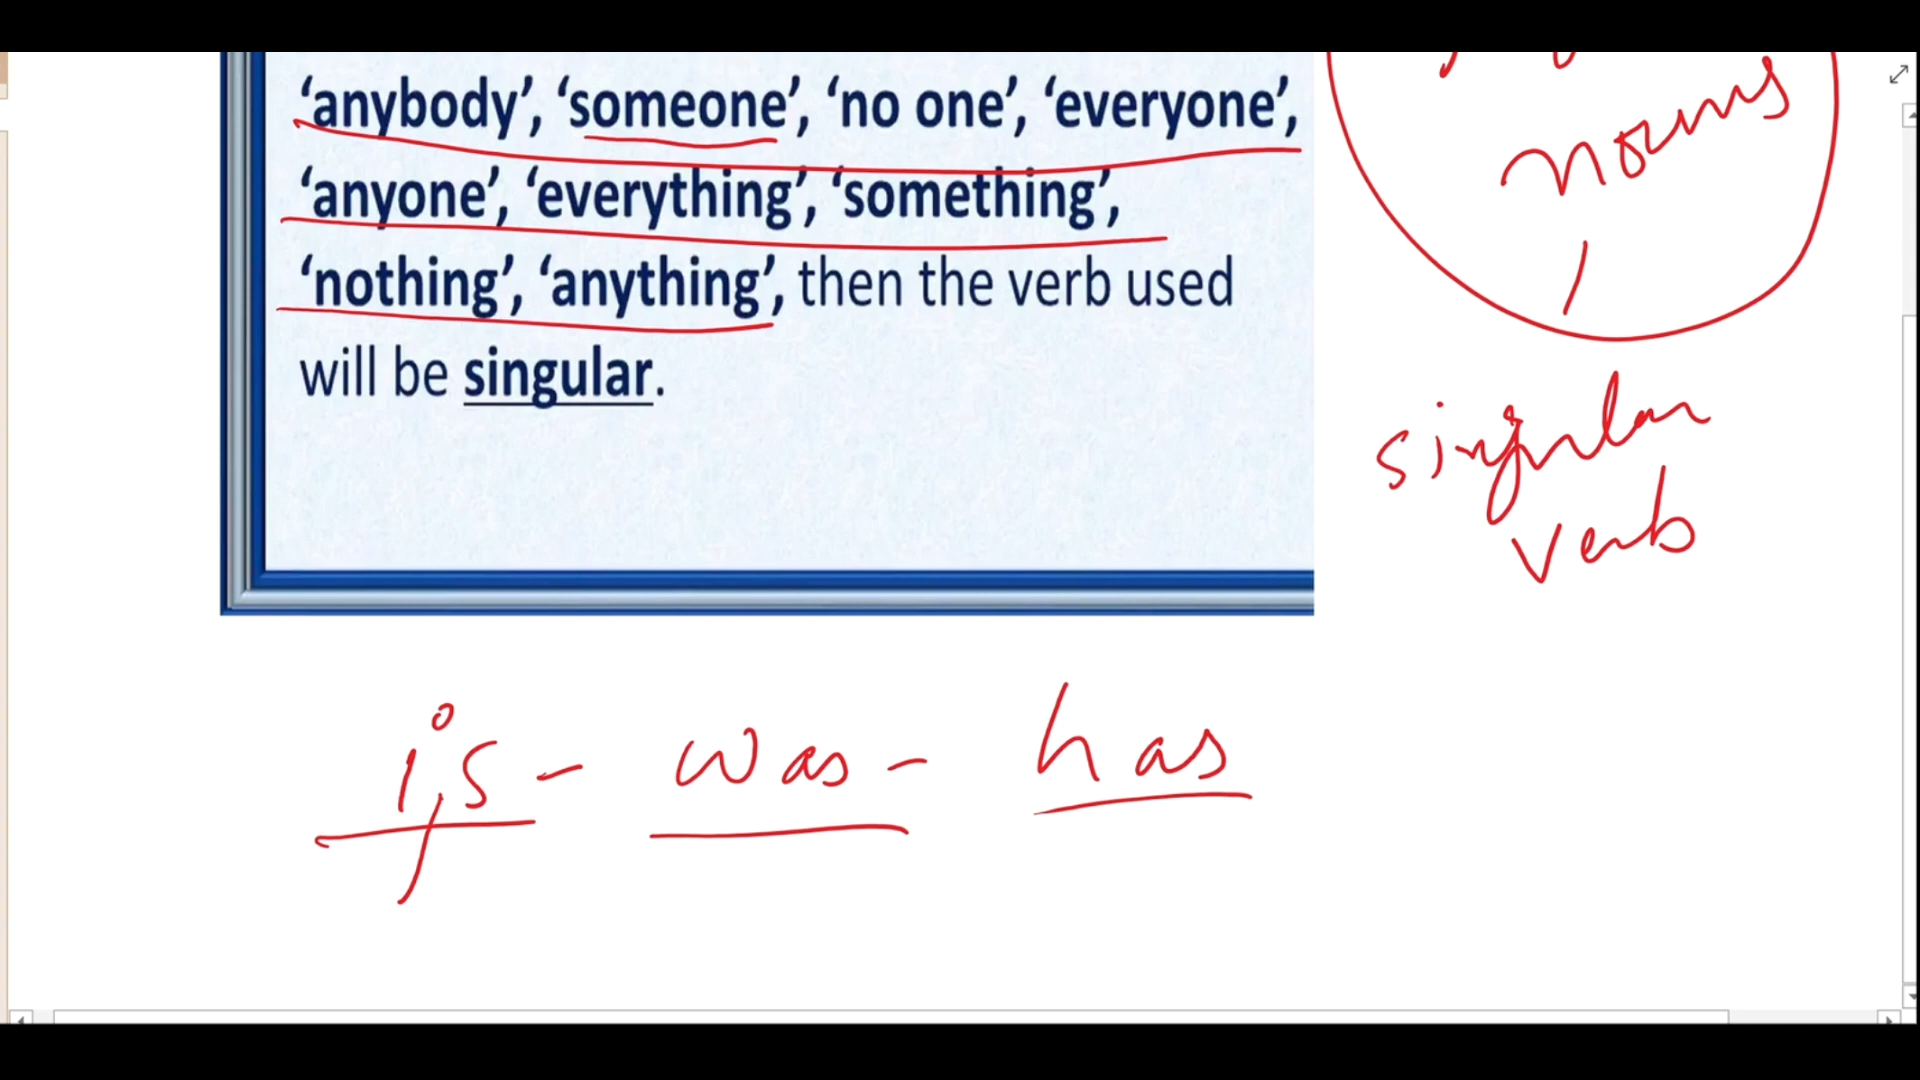 ‘anybody’, ‘someone’, ‘no one’, ‘everyone’,
‘anyone’, ‘everything’, ‘something’,
‘nothing’, ‘anything’, then the verb used
will be singular.
nouns
singular
verb
is - was - has